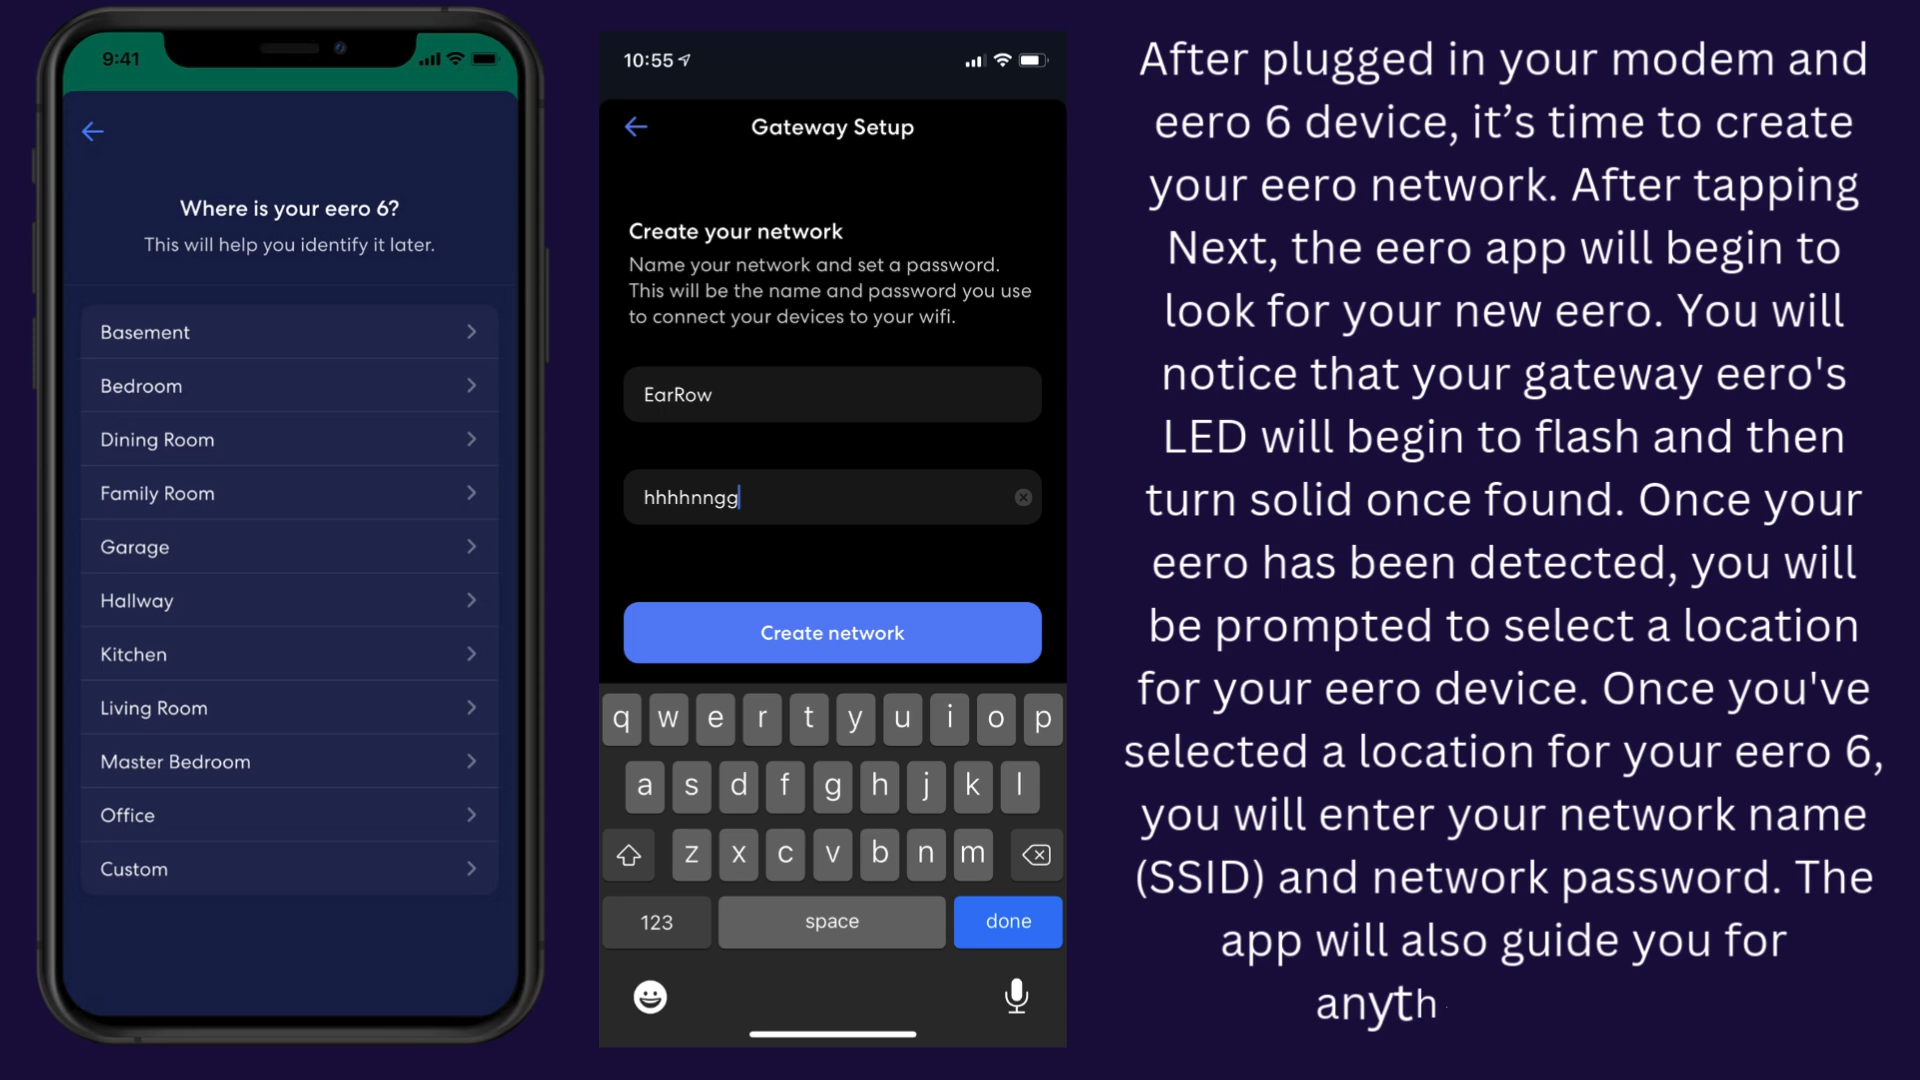 9:41
Where is your eero 6?
This will help you identify it later.
Basement
Bedroom
Dining Room
Family Room
Garage
Hallway
Kitchen
Living Room
Master Bedroom
Office
Custom
10:55
Gateway Setup
Create your network
Name your network and set a password.
This will be the name and password you use
to connect your devices to your wifi.
EarRow
hhhhnngg
Create network
q w e r t y u i o p
a s d f g h j k l
z x c v b n m
123 space done
After plugged in your modem and
eero 6 device, it’s time to create
your eero network. After tapping
Next, the eero app will begin to
look for your new eero. You will
notice that your gateway eero's
LED will begin to flash and then
turn solid once found. Once your
eero has been detected, you will
be prompted to select a location
for your eero device. Once you've
selected a location for your eero 6,
you will enter your network name
(SSID) and network password. The
app will also guide you for
anyth